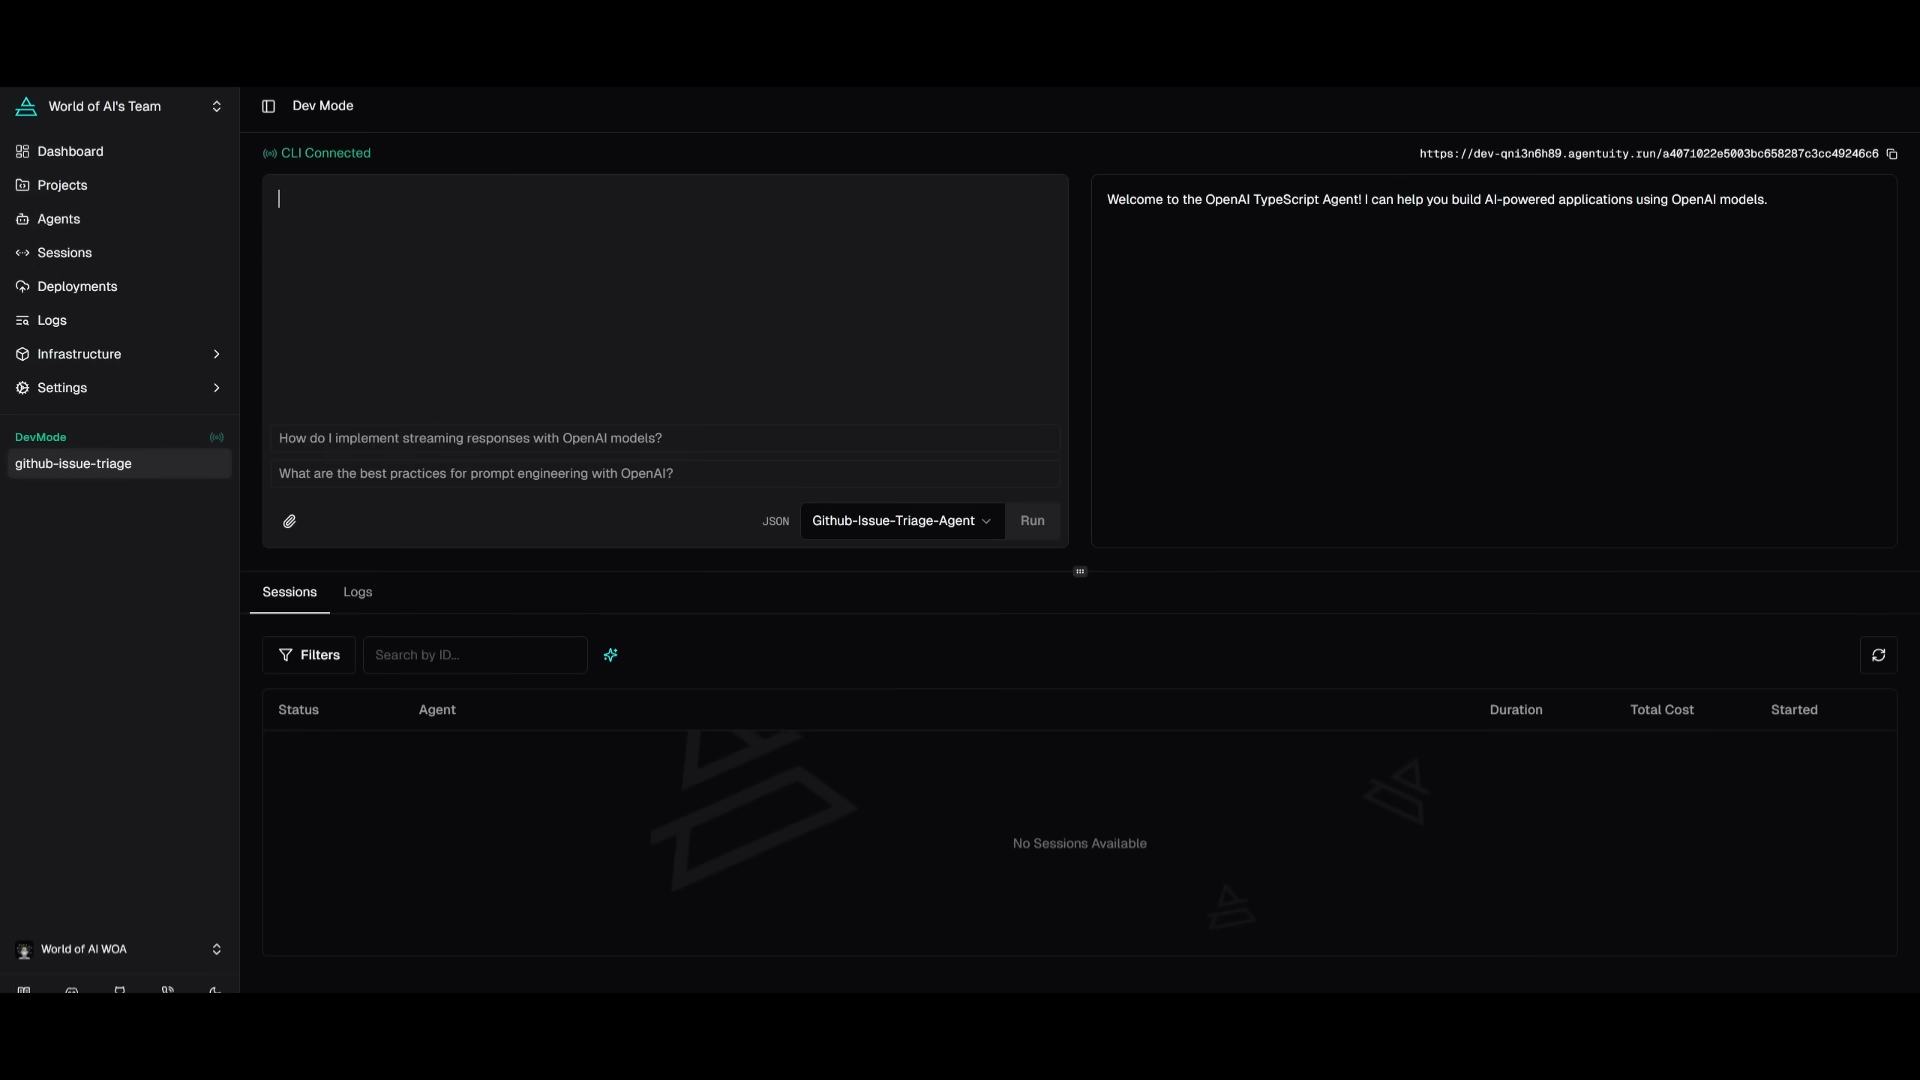 World of AI's Team
Dashboard
Projects
Agents
Sessions
Deployments
Logs
Infrastructure
Settings
DevMode
github-issue-triage
World of AI WOA
Dev Mode
CLI Connected
https://dev-qni3n6h89.agentuity.run/a4071022e5003bc658287c3cc49246c6
How do I implement streaming responses with OpenAI models?
What are the best practices for prompt engineering with OpenAI?
JSON
Github-Issue-Triage-Agent
Run
Welcome to the OpenAI TypeScript Agent! I can help you build AI-powered applications using OpenAI models.
Sessions Logs
Filters
Search by ID...
Status Agent Duration Total Cost Started
No Sessions Available